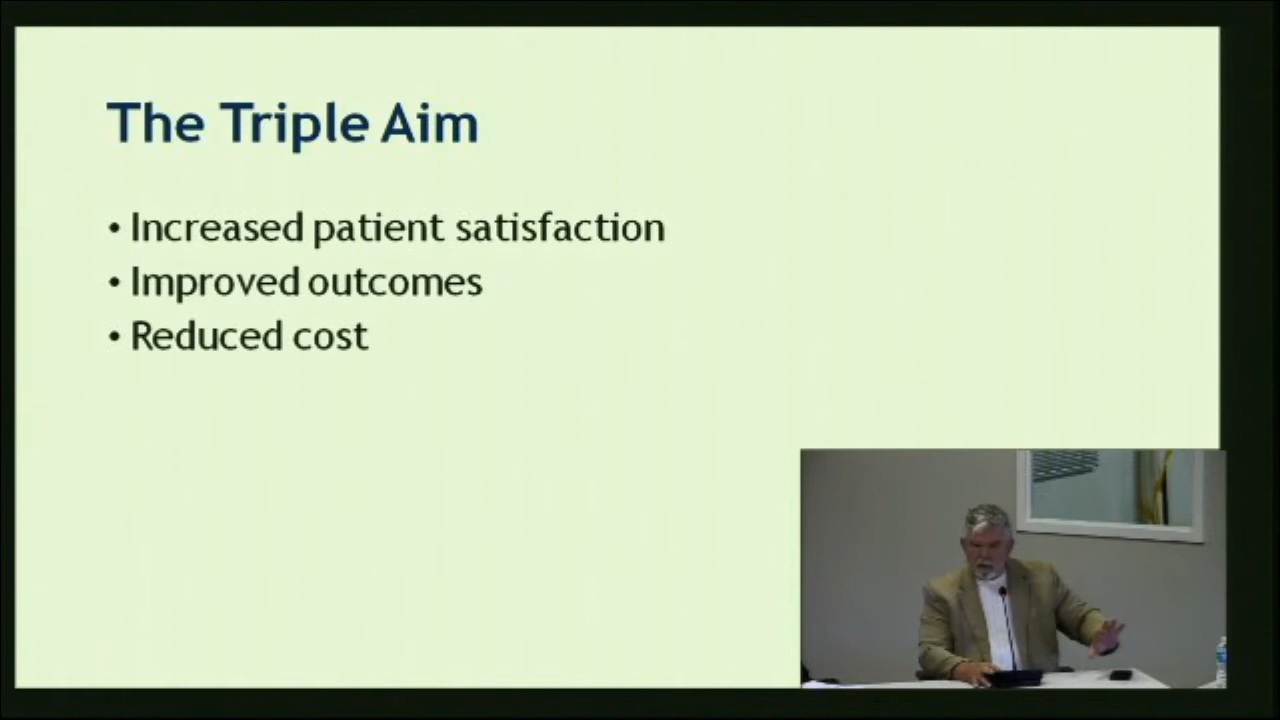 The Triple Aim
• Increased patient satisfaction
• Improved outcomes
• Reduced cost